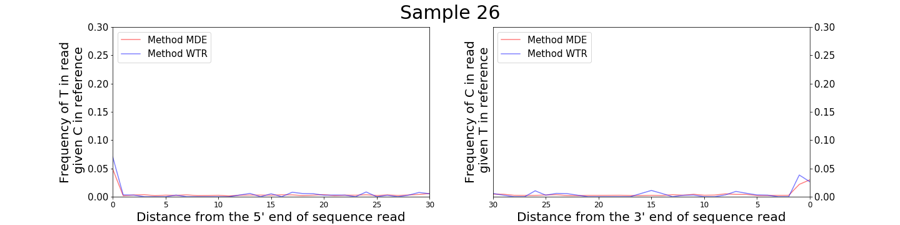 Sample 26
Frequency of T in read
given C in reference
0.30
0.25
0.20
0.15
0.10
0.05
0.00
Method MDE
Method WTR
0 5 10 15 20 25 30
Distance from the 5' end of sequence read
Frequency of C in read
given T in reference
Method MDE
Method WTR
30 25 20 15 10 5 0
Distance from the 3' end of sequence read
0.30
0.25
0.20
0.15
0.10
0.05
0.00